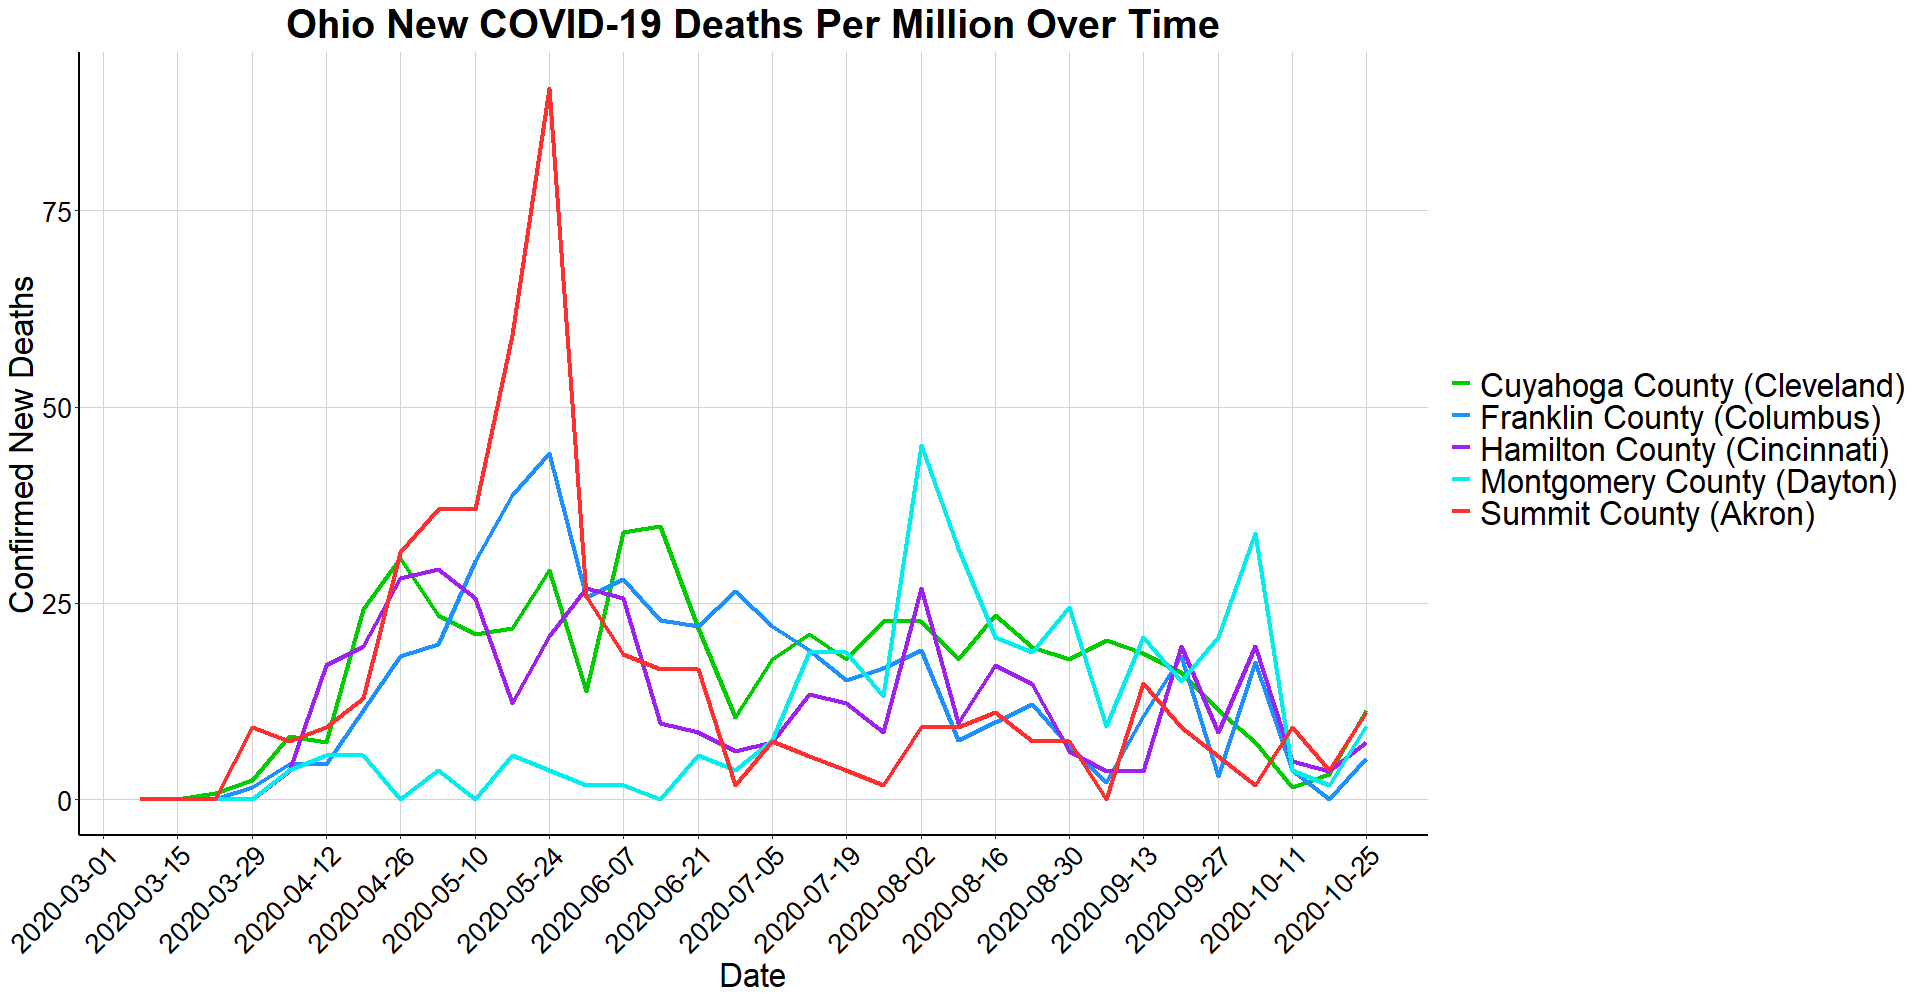 Ohio New COVID-19 Deaths Per Million Over Time
Confirmed New Deaths
75
50
25
0
2020-03-01
2020-03-15
2020-03-29
2020-04-12
2020-04-26
2020-05-10
2020-05-24
2020-06-07
2020-06-21
2020-07-05
2020-07-19
2020-08-02
2020-08-16
2020-08-30
2020-09-13
2020-09-27
2020-10-11
2020-10-25
Date
Cuyahoga County (Cleveland)
Franklin County (Columbus)
Hamilton County (Cincinnati)
Montgomery County (Dayton)
Summit County (Akron)